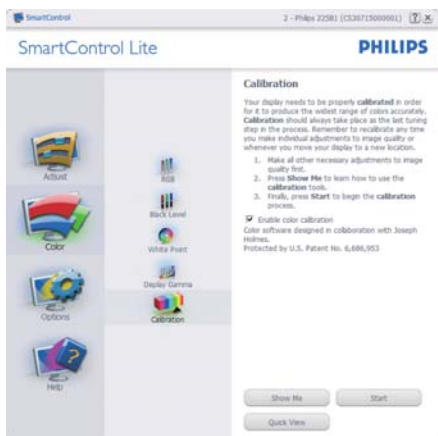 SmartControl
2 - Philips 225B1 (CS30715000001)
SmartControl Lite
PHILIPS
Adjust
Color
Options
Help
RGB
Black Level
White Point
Display Gamma
Calibration
Calibration
Your display needs to be properly calibrated in order
for it to produce the widest range of colors accurately.
Calibration should always take place as the last tuning
step in the process. Remember to recalibrate any time
you make individual adjustments to image quality or
whenever you move your display to a new location.
1. Make all other necessary adjustments to image
quality first.
2. Press Show Me to learn how to use the
calibration tools.
3. Finally, press Start to begin the calibration
process.
Enable color calibration
Color software designed in collaboration with Joseph
Holmes.
Protected by U.S. Patent No. 6,686,953
Show Me
Start
Quick View